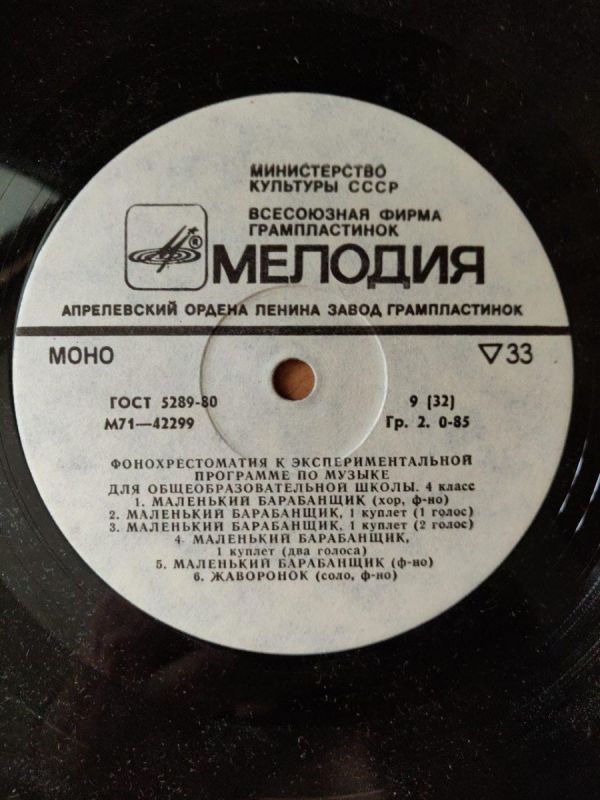 МИНИСТЕРСТВО
КУЛЬТУРЫ СССР
ВСЕСОЮЗНАЯ ФИРМА
ГРАМПЛАСТИНОК
®
МЕЛОДИЯ
АПРЕЛЕВСКИЙ ОРДЕНА ЛЕНИНА ЗАВОД ГРАМПЛАСТИНОК
МОНО ▽33
ГОСТ 5289-80 9 (32)
М71—42299 Гр. 2. 0-85
ФОНОХРЕСТОМАТИЯ К ЭКСПЕРИМЕНТАЛЬНОЙ
ПРОГРАММЕ ПО МУЗЫКЕ
ДЛЯ ОБЩЕОБРАЗОВАТЕЛЬНОЙ ШКОЛЫ. 4 класс
1. МАЛЕНЬКИЙ БАРАБАНЩИК (хор, ф-но)
2. МАЛЕНЬКИЙ БАРАБАНЩИК, 1 куплет (1 голос)
3. МАЛЕНЬКИЙ БАРАБАНЩИК, 1 куплет (2 голос)
4. МАЛЕНЬКИЙ БАРАБАНЩИК,
1 куплет (два голоса)
5. МАЛЕНЬКИЙ БАРАБАНЩИК (ф-но)
6. ЖАВОРОНОК (соло, ф-но)